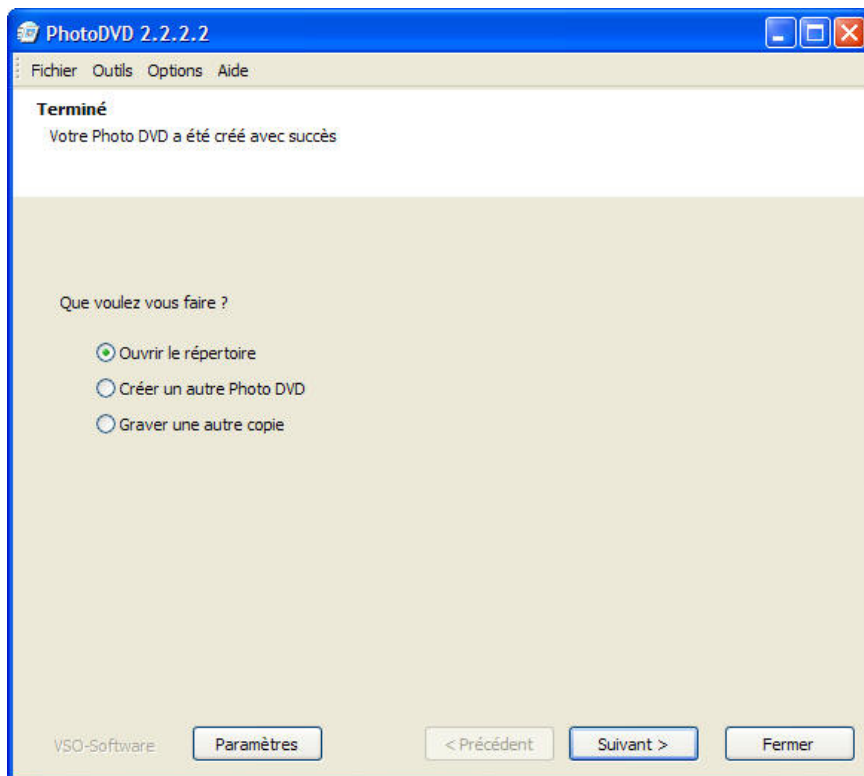 PhotoDVD 2.2.2.2
Fichier Outils Options Aide
Terminé
Votre Photo DVD a été créé avec succès
Que voulez vous faire ?
Ouvrir le répertoire
Créer un autre Photo DVD
Graver une autre copie
VSO-Software Paramètres < Précédent Suivant > Fermer